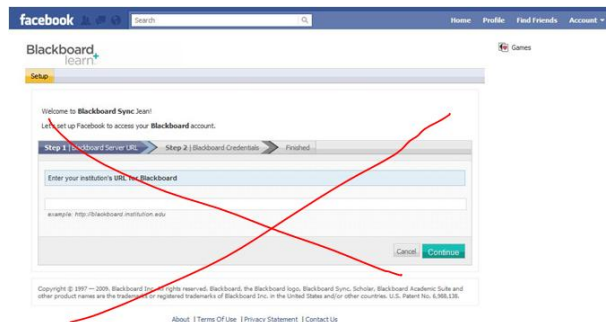 facebook Search Home Profile Find Friends Account
Blackboard
learn+
Games
Setup
Welcome to Blackboard Sync Jean!
Let's set up Facebook to access your Blackboard account.
Step 1 | Blackboard Server URL Step 2 | Blackboard Credentials Finished
Enter your institution's URL for Blackboard
example: http://blackboard.institution.edu
Cancel Continue
Copyright © 1997 — 2009. Blackboard Inc. All rights reserved. Blackboard, the Blackboard logo, Blackboard Sync, Scholar, Blackboard Academic Suite and
other product names are the trademarks or registered trademarks of Blackboard Inc. in the United States and/or other countries. U.S. Patent No. 6,988,138.
About | Terms Of Use | Privacy Statement | Contact Us